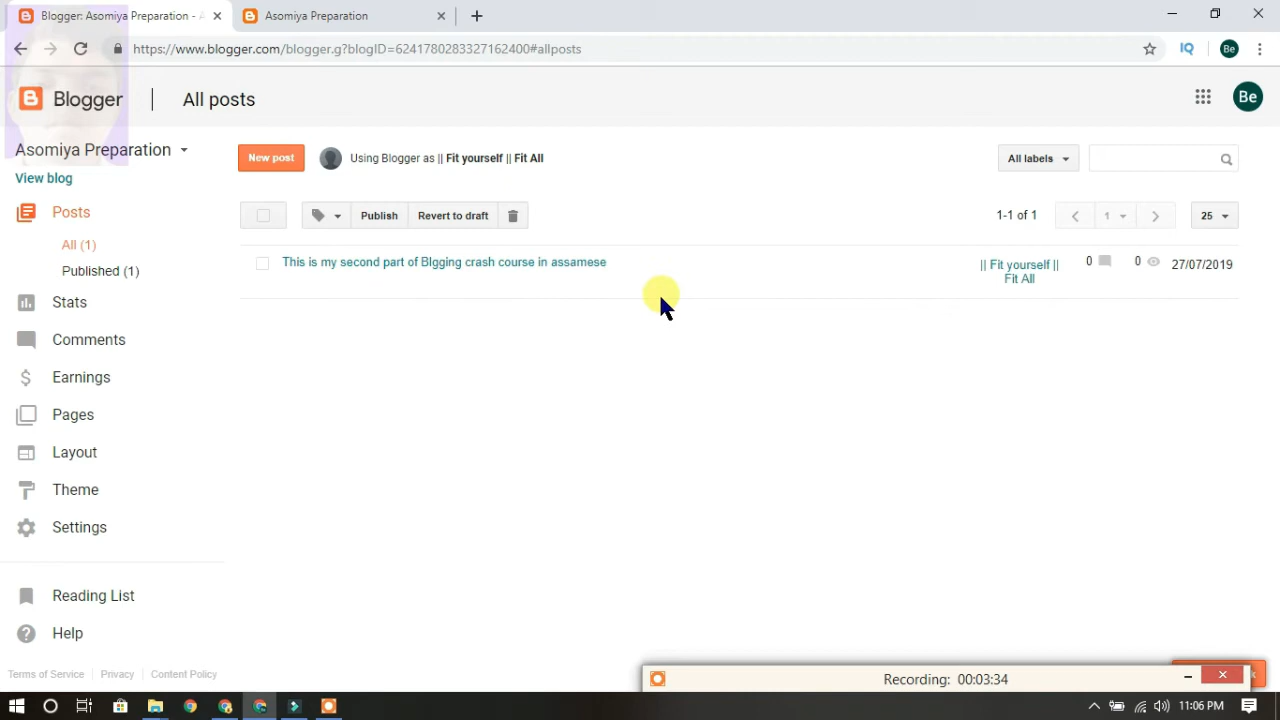 Blogger: Asomiya Preparation - A
Asomiya Preparation
https://www.blogger.com/blogger.g?blogID=6241780283327162400#allposts
IQ
Be
Blogger
All posts
Be
Asomiya Preparation
View blog
New post
Using Blogger as || Fit yourself || Fit All
All labels
Publish
Revert to draft
1-1 of 1
1
25
Posts
All (1)
Published (1)
This is my second part of Blgging crash course in assamese
|| Fit yourself ||
Fit All
0
0
27/07/2019
Stats
Comments
Earnings
Pages
Layout
Theme
Settings
Reading List
Help
Terms of Service
Privacy
Content Policy
Recording: 00:03:34
11:06 PM